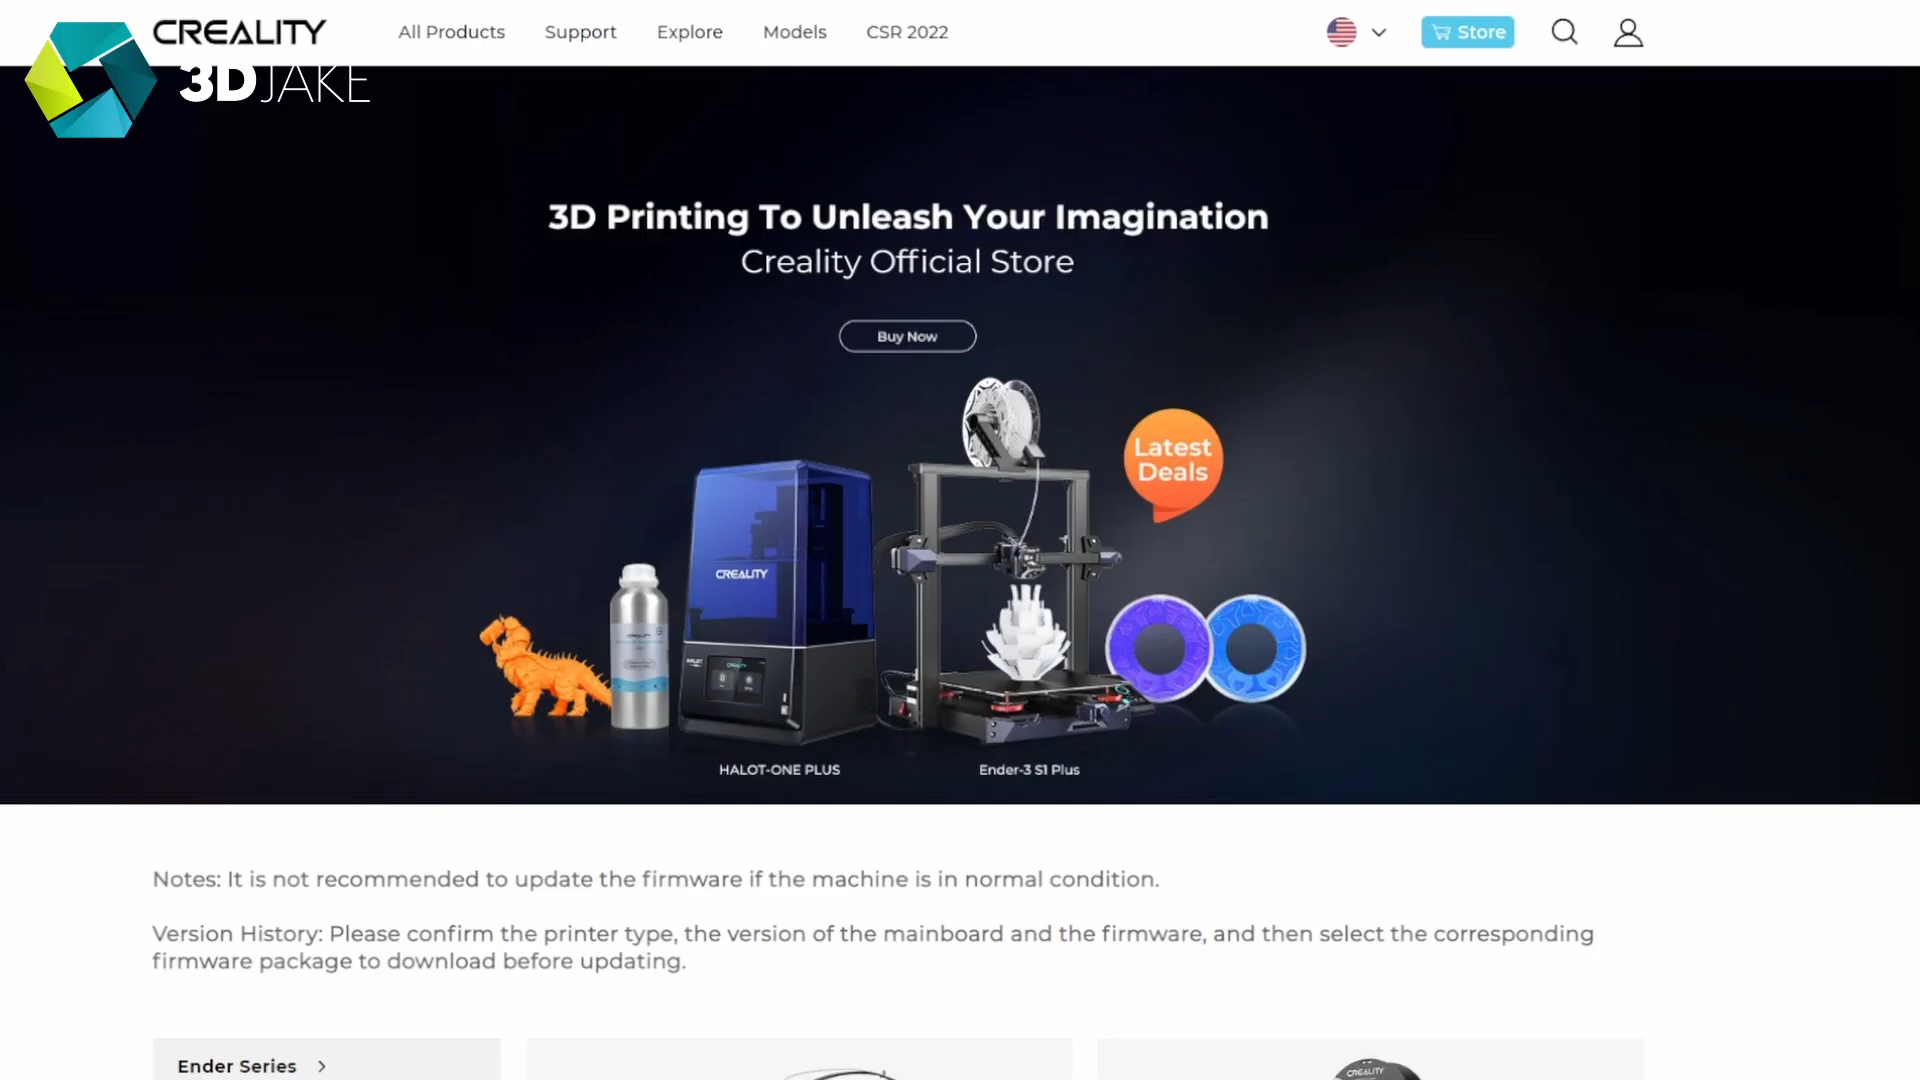 CREALITY
All Products
Support
Explore
Models
CSR 2022
Store
3DJAKE
3D Printing To Unleash Your Imagination
Creality Official Store
Buy Now
Latest
Deals
CREALITY
HALOT-ONE PLUS
Ender-3 S1 Plus
Notes: It is not recommended to update the firmware if the machine is in normal condition.
Version History: Please confirm the printer type, the version of the mainboard and the firmware, and then select the corresponding
firmware package to download before updating.
Ender Series
CREALITY